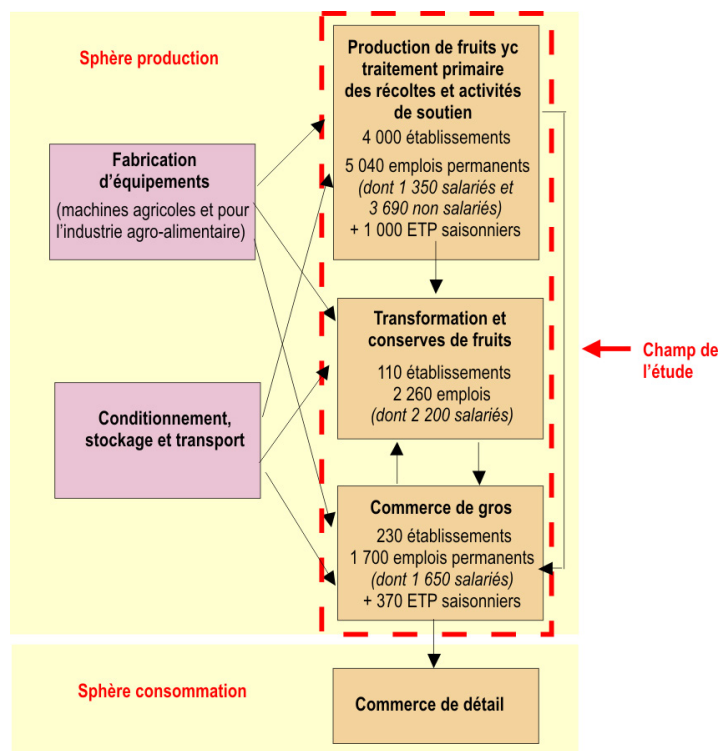 Sphère production
Production de fruits yc
traitement primaire
des récoltes et activités
de soutien
4 000 établissements
5 040 emplois permanents
(dont 1 350 salariés et
3 690 non salariés)
+ 1 000 ETP saisonniers
Fabrication
d’équipements
(machines agricoles et pour
l’industrie agro-alimentaire)
Transformation et
conserves de fruits
110 établissements
2 260 emplois
(dont 2 200 salariés)
Champ de
l’étude
Conditionnement,
stockage et transport
Commerce de gros
230 établissements
1 700 emplois permanents
(dont 1 650 salariés)
+ 370 ETP saisonniers
Sphère consommation
Commerce de détail